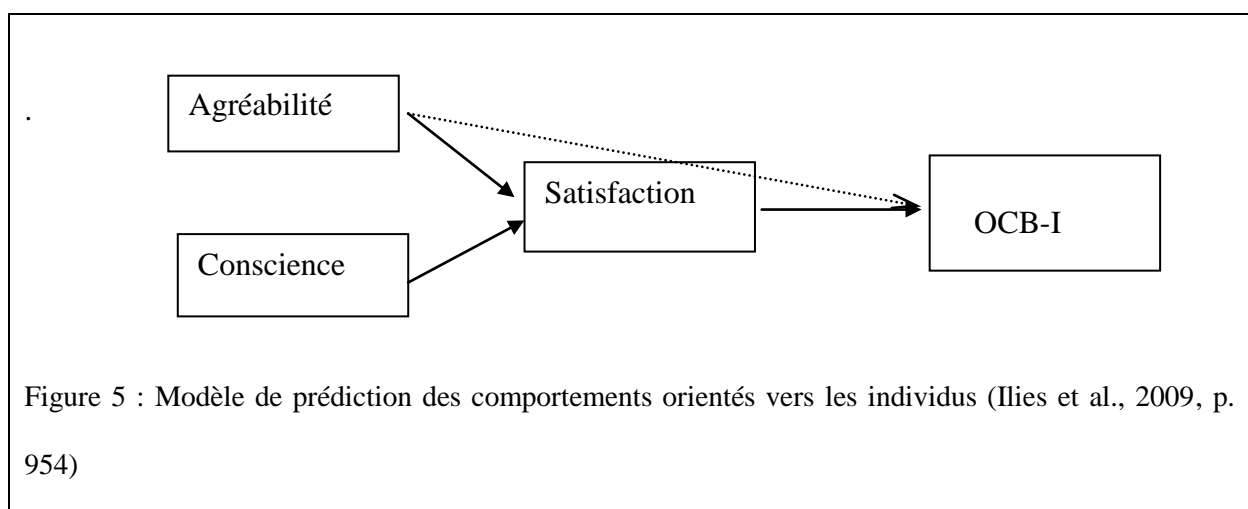 Agréabilité
.
Satisfaction
OCB-I
Conscience
Figure 5 : Modèle de prédiction des comportements orientés vers les individus (Ilies et al., 2009, p.
954)